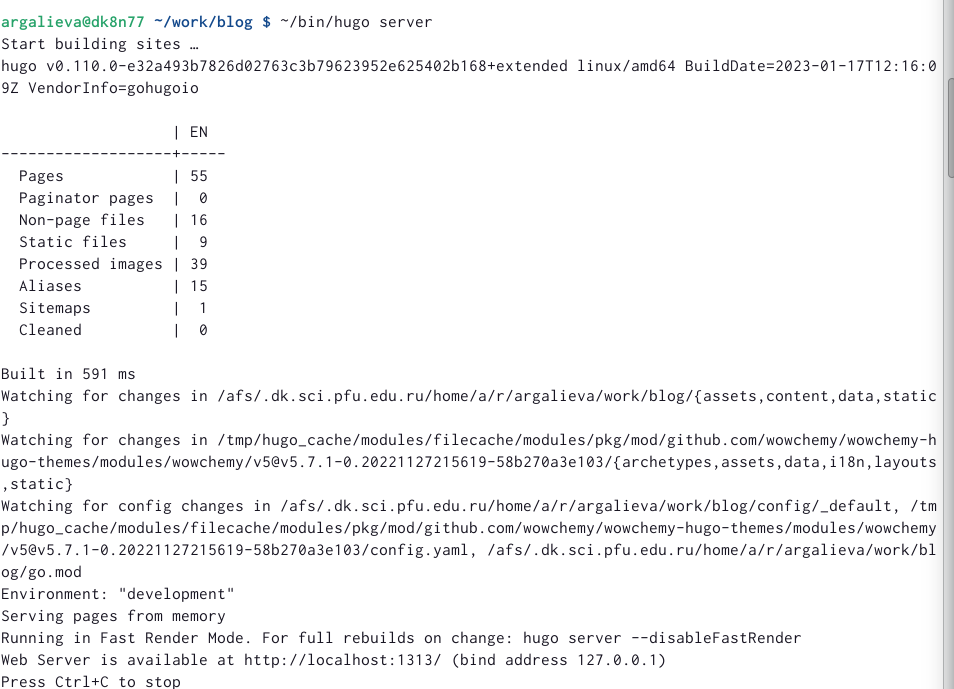 argalieva@dk8n77 ~/work/blog $ ~/bin/hugo server
Start building sites …
hugo v0.110.0-e32a493b7826d02763c3b79623952e625402b168+extended linux/amd64 BuildDate=2023-01-17T12:16:0
9Z VendorInfo=gohugoio

                   | EN
-------------------+-----
  Pages            | 55
  Paginator pages  |  0
  Non-page files   | 16
  Static files     |  9
  Processed images | 39
  Aliases          | 15
  Sitemaps         |  1
  Cleaned          |  0

Built in 591 ms
Watching for changes in /afs/.dk.sci.pfu.edu.ru/home/a/r/argalieva/work/blog/{assets,content,data,static
}
Watching for changes in /tmp/hugo_cache/modules/filecache/modules/pkg/mod/github.com/wowchemy/wowchemy-h
ugo-themes/modules/wowchemy/v5@v5.7.1-0.20221127215619-58b270a3e103/{archetypes,assets,data,i18n,layouts
,static}
Watching for config changes in /afs/.dk.sci.pfu.edu.ru/home/a/r/argalieva/work/blog/config/_default, /tm
p/hugo_cache/modules/filecache/modules/pkg/mod/github.com/wowchemy/wowchemy-hugo-themes/modules/wowchemy
/v5@v5.7.1-0.20221127215619-58b270a3e103/config.yaml, /afs/.dk.sci.pfu.edu.ru/home/a/r/argalieva/work/bl
og/go.mod
Environment: "development"
Serving pages from memory
Running in Fast Render Mode. For full rebuilds on change: hugo server --disableFastRender
Web Server is available at http://localhost:1313/ (bind address 127.0.0.1)
Press Ctrl+C to stop